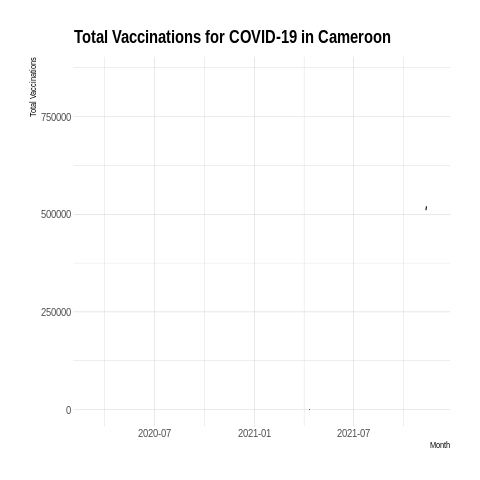 Total Vaccinations for COVID-19 in Cameroon
Total Vaccinations
750000
500000
250000
0
2020-07 2021-01 2021-07
Month